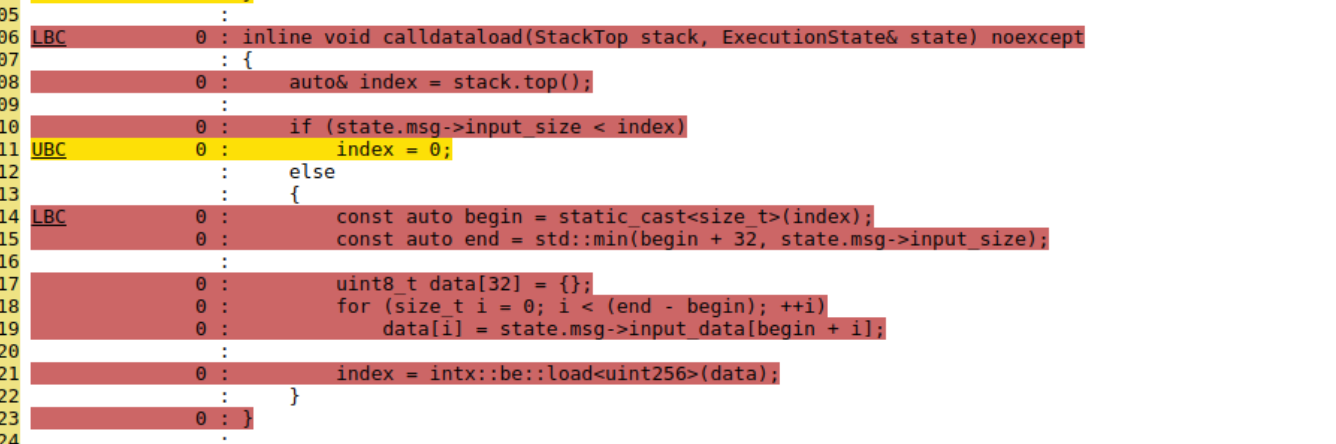 05 :
06 LBC 0 : inline void calldataload(StackTop stack, ExecutionState& state) noexcept
07 : {
08 0 :     auto& index = stack.top();
09 :
10 0 :     if (state.msg->input_size < index)
11 UBC 0 :         index = 0;
12 :     else
13 :     {
14 LBC 0 :         const auto begin = static_cast<size_t>(index);
15 0 :         const auto end = std::min(begin + 32, state.msg->input_size);
16 :
17 0 :         uint8_t data[32] = {};
18 0 :         for (size_t i = 0; i < (end - begin); ++i)
19 0 :             data[i] = state.msg->input_data[begin + i];
20 :
21 0 :         index = intx::be::load<uint256>(data);
22 :     }
23 0 : }
24 :